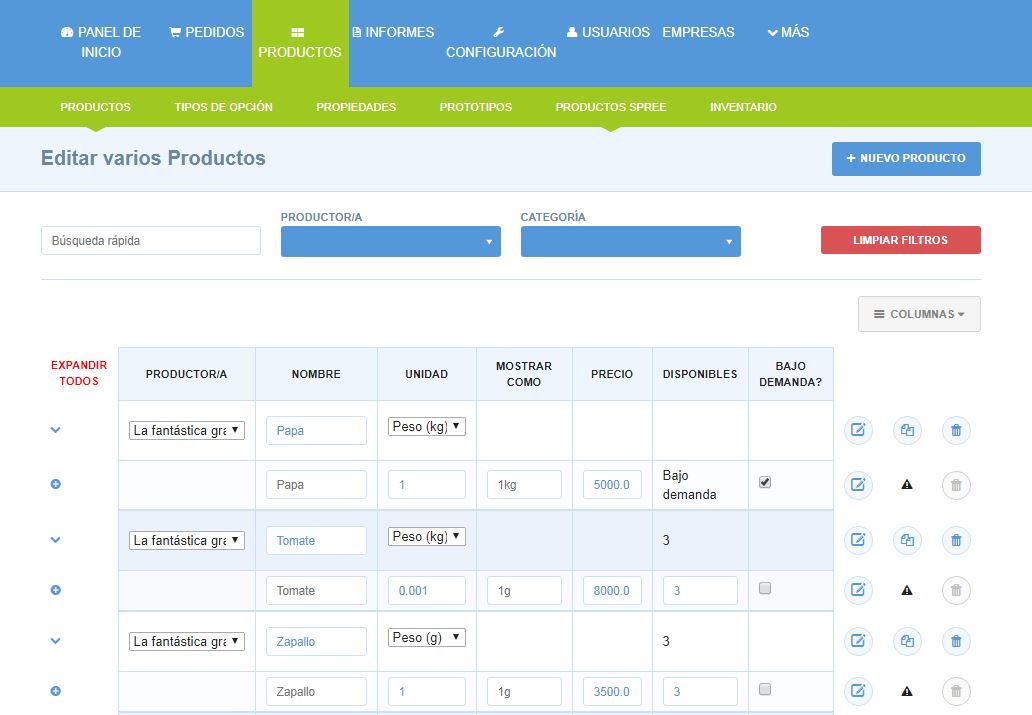 PANEL DE INICIO
PEDIDOS
PRODUCTOS
INFORMES
CONFIGURACIÓN
USUARIOS
EMPRESAS
MÁS
PRODUCTOS
TIPOS DE OPCIÓN
PROPIEDADES
PROTOTIPOS
PRODUCTOS SPREE
INVENTARIO
Editar varios Productos
NUEVO PRODUCTO
PRODUCTOR/A
CATEGORÍA
Búsqueda rápida
LIMPIAR FILTROS
COLUMNAS
EXPANDIR TODOS
PRODUCTOR/A
NOMBRE
UNIDAD
MOSTRAR COMO
PRECIO
DISPONIBLES
BAJO DEMANDA?
La fantástica gra Papa Peso (kg)
Papa 1 1kg 5000.0 Bajo demanda
La fantástica gra Tomate Peso (kg) 3
Tomate 0.001 1g 8000.0 3
La fantástica gra Zapallo Peso (g) 3
Zapallo 1 1g 3500.0 3